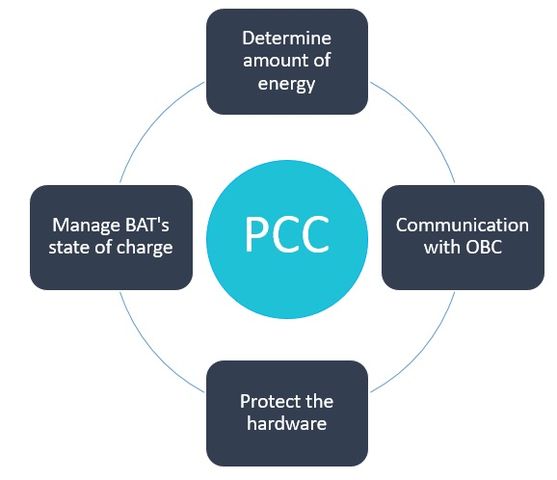 Determine
amount of
energy
Manage BAT's
state of charge
PCC
Communication
with OBC
Protect the
hardware